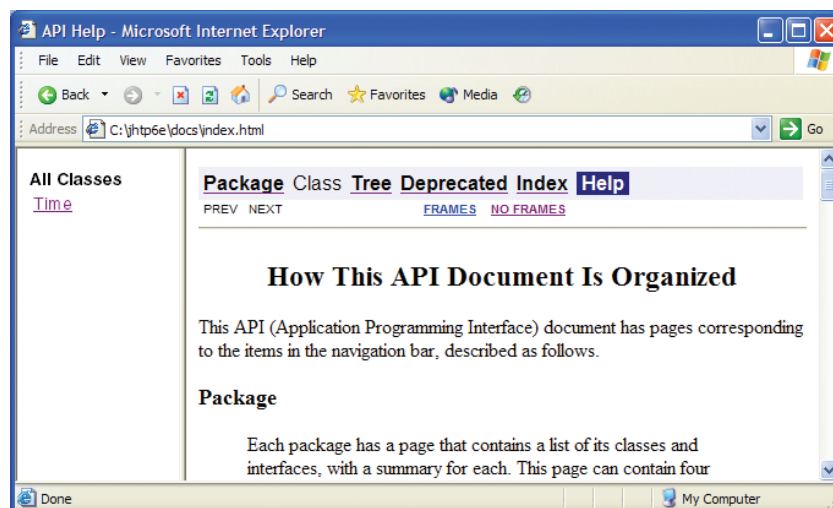 API Help - Microsoft Internet Explorer
File Edit View Favorites Tools Help
Back Search Favorites Media
Address C:\jhtp6e\docs\index.html Go
All Classes
Time
Package Class Tree Deprecated Index Help
PREV NEXT FRAMES NO FRAMES
How This API Document Is Organized
This API (Application Programming Interface) document has pages corresponding
to the items in the navigation bar, described as follows.
Package
Each package has a page that contains a list of its classes and
interfaces, with a summary for each. This page can contain four
Done My Computer